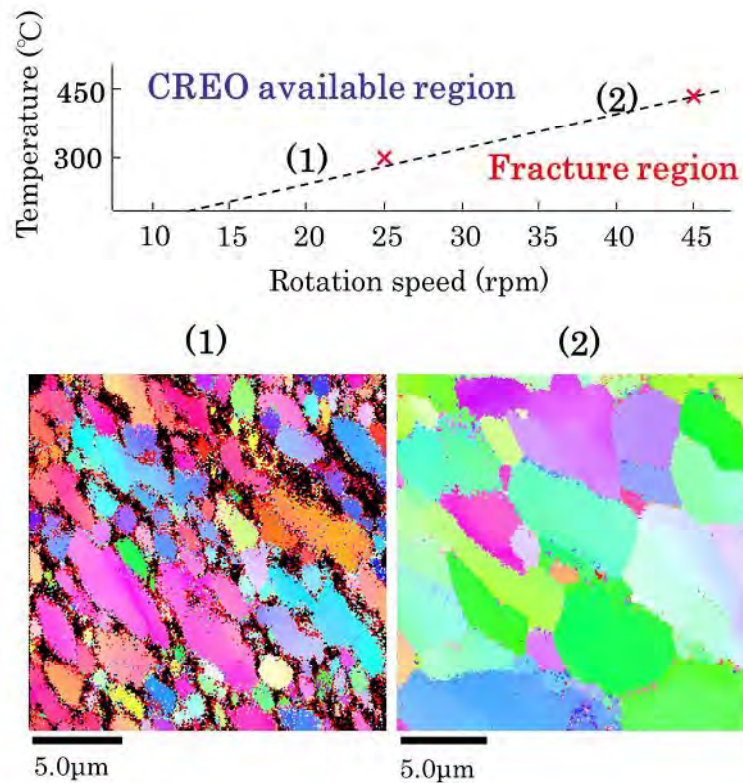 Temperature (℃)
450
300
CREO available region
(1)
(2)
Fracture region
10 15 20 25 30 35 40 45
Rotation speed (rpm)
(1) (2)
5.0μm 5.0μm